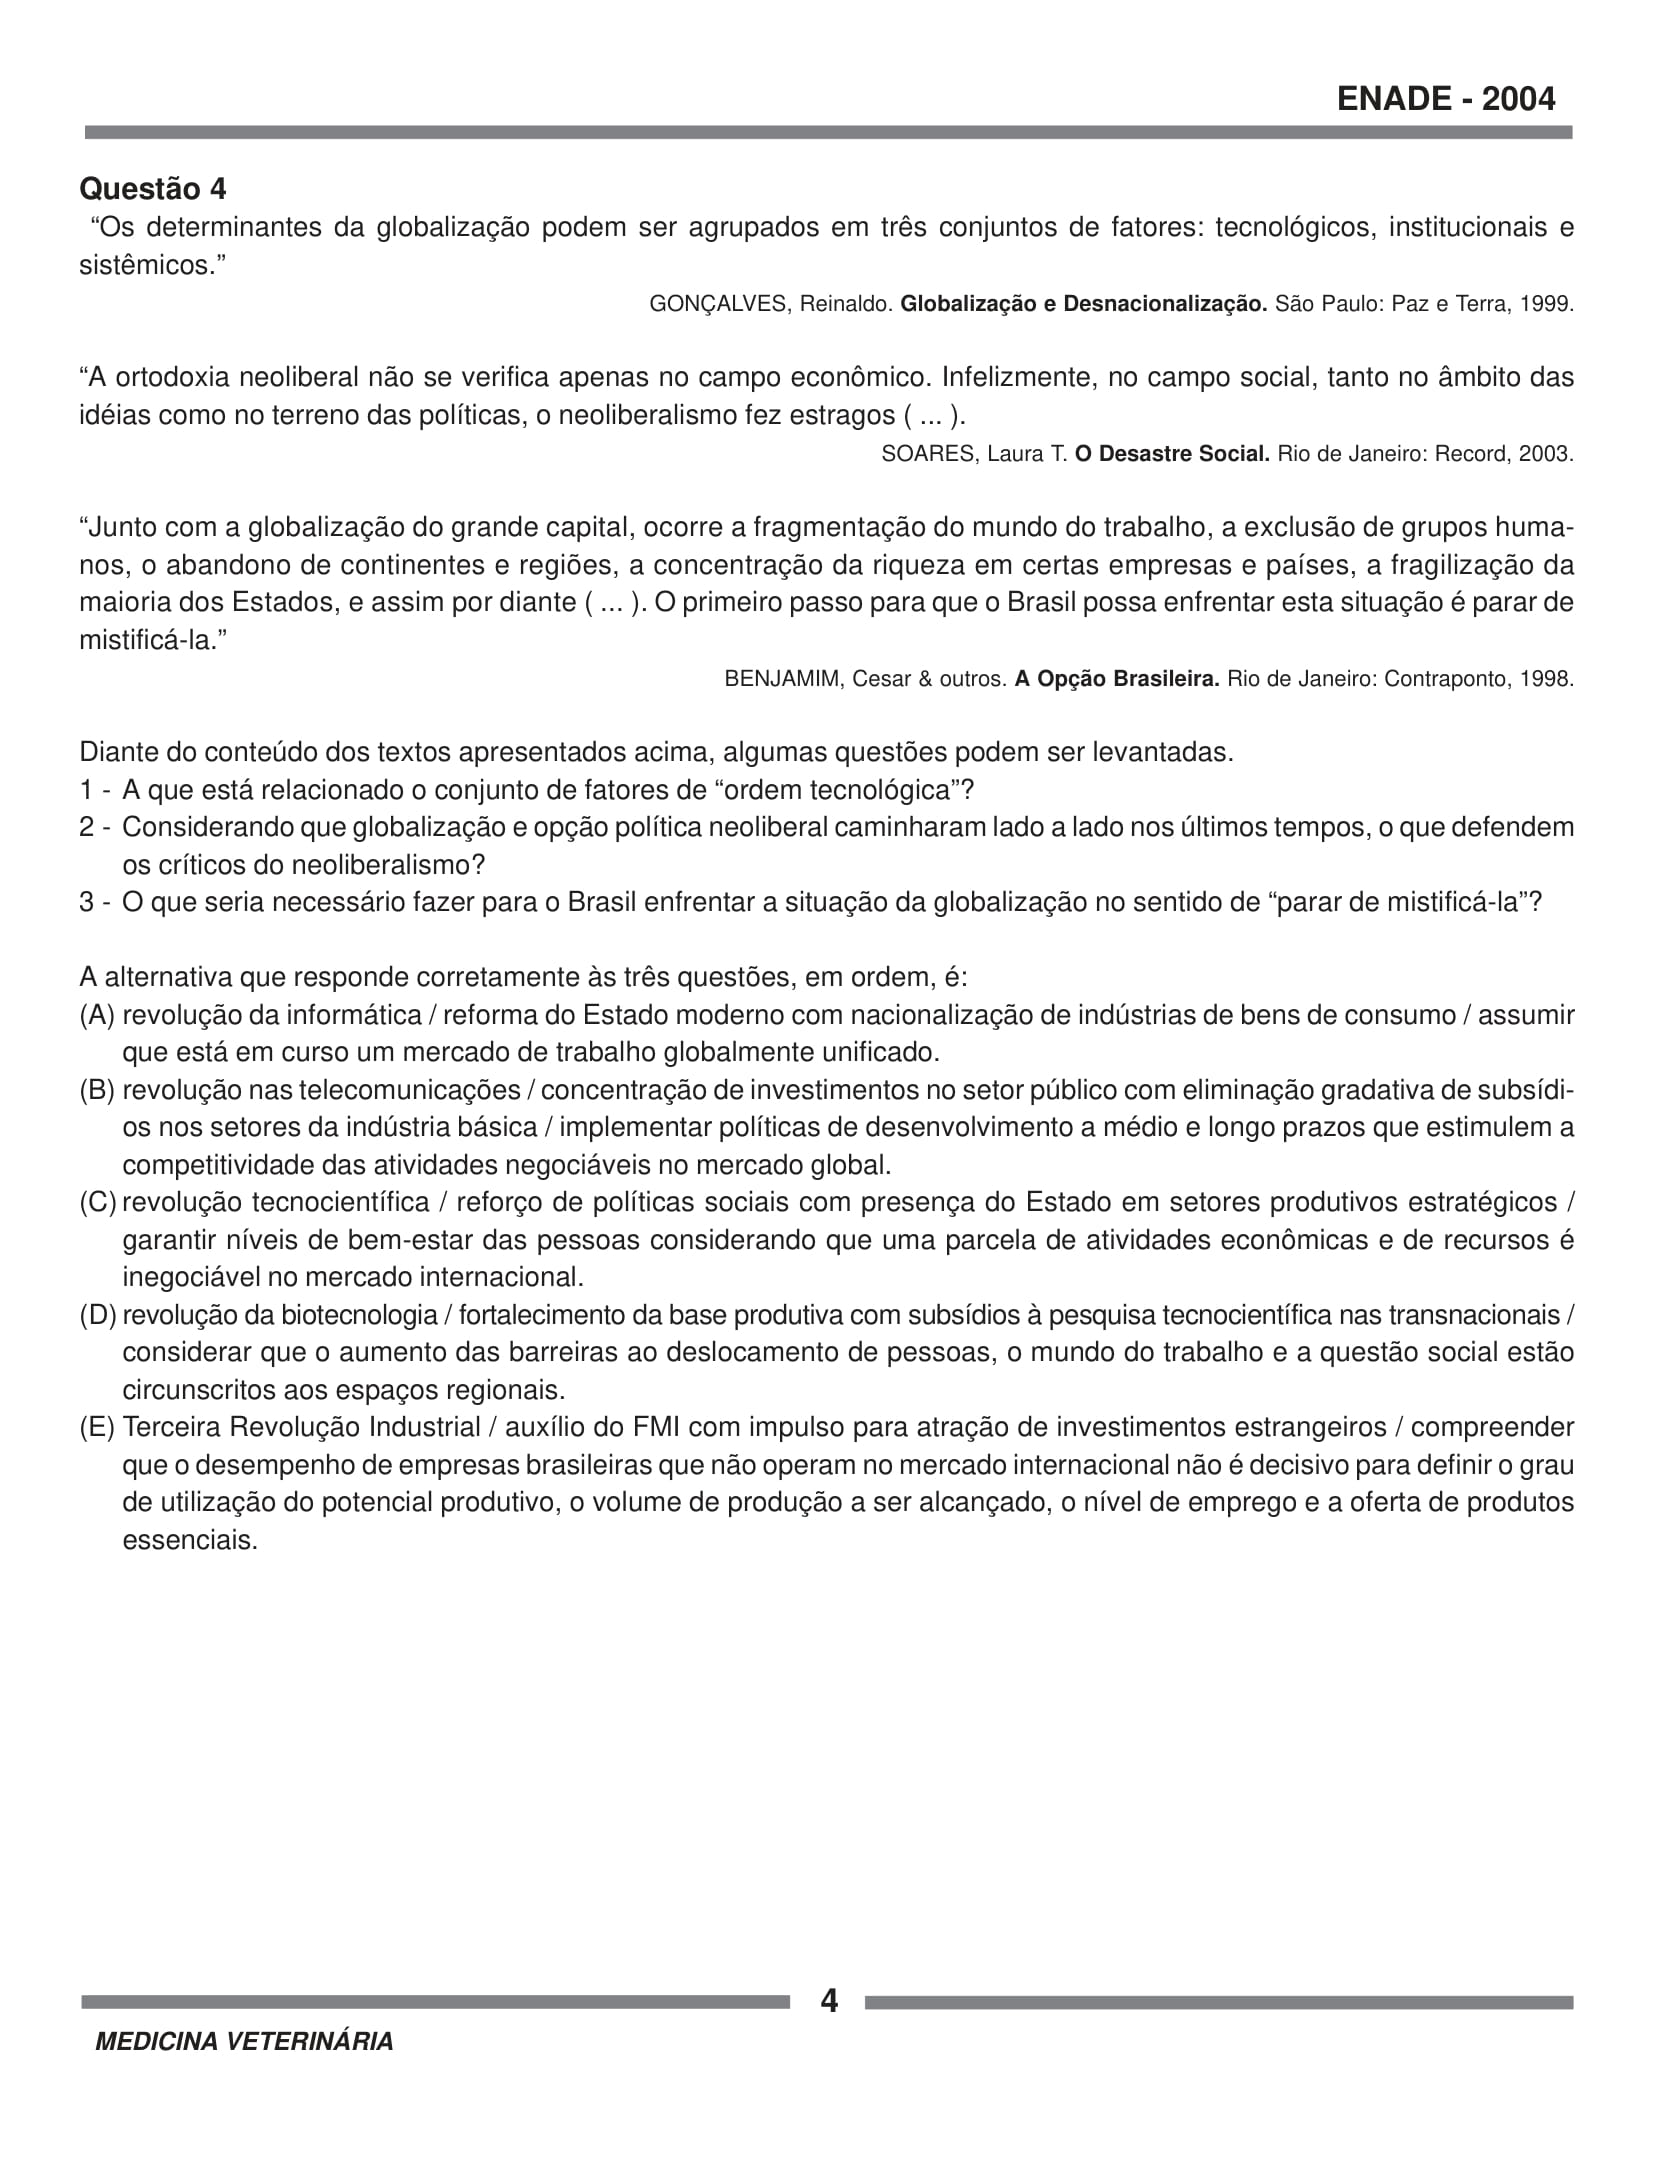 ENADE - 2004
Questão 4
“Os determinantes da globalização podem ser agrupados em três conjuntos de fatores: tecnológicos, institucionais e
sistêmicos.”
GONÇALVES, Reinaldo. Globalização e Desnacionalização. São Paulo: Paz e Terra, 1999.
“A ortodoxia neoliberal não se verifica apenas no campo econômico. Infelizmente, no campo social, tanto no âmbito das
idéias como no terreno das políticas, o neoliberalismo fez estragos ( ... ).
SOARES, Laura T. O Desastre Social. Rio de Janeiro: Record, 2003.
“Junto com a globalização do grande capital, ocorre a fragmentação do mundo do trabalho, a exclusão de grupos huma-
nos, o abandono de continentes e regiões, a concentração da riqueza em certas empresas e países, a fragilização da
maioria dos Estados, e assim por diante ( ... ). O primeiro passo para que o Brasil possa enfrentar esta situação é parar de
mistificá-la.”
BENJAMIM, Cesar & outros. A Opção Brasileira. Rio de Janeiro: Contraponto, 1998.
Diante do conteúdo dos textos apresentados acima, algumas questões podem ser levantadas.
1 - A que está relacionado o conjunto de fatores de “ordem tecnológica”?
2 - Considerando que globalização e opção política neoliberal caminharam lado a lado nos últimos tempos, o que defendem
os críticos do neoliberalismo?
3 - O que seria necessário fazer para o Brasil enfrentar a situação da globalização no sentido de “parar de mistificá-la”?
A alternativa que responde corretamente às três questões, em ordem, é:
(A) revolução da informática / reforma do Estado moderno com nacionalização de indústrias de bens de consumo / assumir
que está em curso um mercado de trabalho globalmente unificado.
(B) revolução nas telecomunicações / concentração de investimentos no setor público com eliminação gradativa de subsídi-
os nos setores da indústria básica / implementar políticas de desenvolvimento a médio e longo prazos que estimulem a
competitividade das atividades negociáveis no mercado global.
(C) revolução tecnocientífica / reforço de políticas sociais com presença do Estado em setores produtivos estratégicos /
garantir níveis de bem-estar das pessoas considerando que uma parcela de atividades econômicas e de recursos é
inegociável no mercado internacional.
(D) revolução da biotecnologia / fortalecimento da base produtiva com subsídios à pesquisa tecnocientífica nas transnacionais /
considerar que o aumento das barreiras ao deslocamento de pessoas, o mundo do trabalho e a questão social estão
circunscritos aos espaços regionais.
(E) Terceira Revolução Industrial / auxílio do FMI com impulso para atração de investimentos estrangeiros / compreender
que o desempenho de empresas brasileiras que não operam no mercado internacional não é decisivo para definir o grau
de utilização do potencial produtivo, o volume de produção a ser alcançado, o nível de emprego e a oferta de produtos
essenciais.
4
MEDICINA VETERINÁRIA